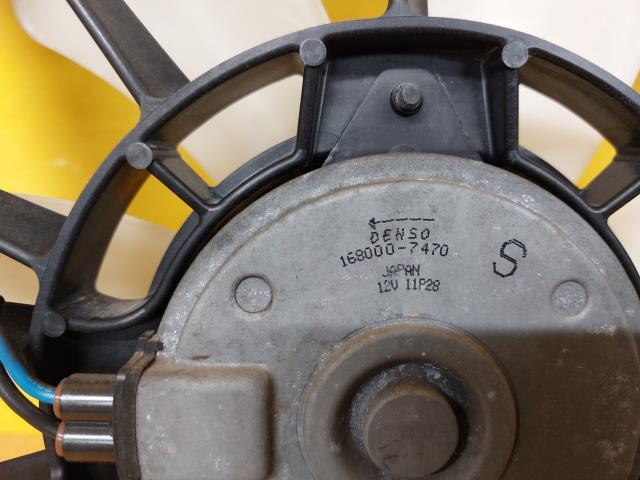 DENSO
168000-7470
JAPAN
12V 11P28
S